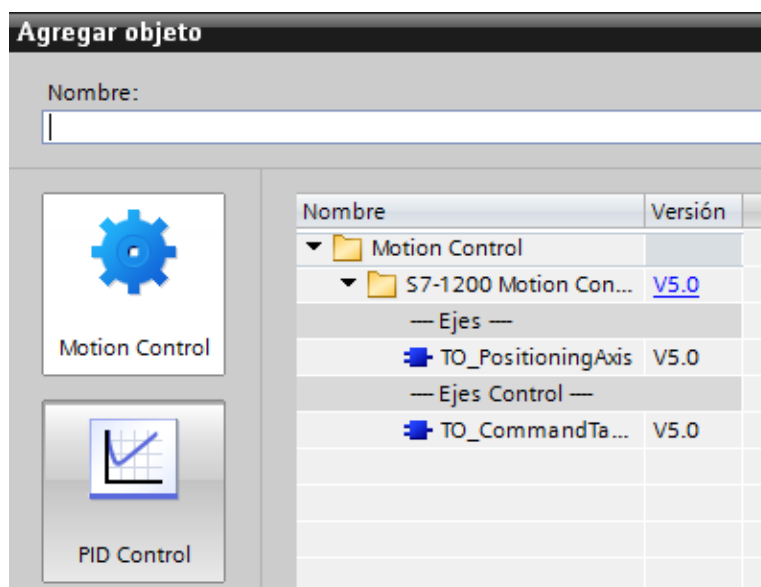 Agregar objeto
Nombre:
Motion Control
PID Control
Nombre Versión
Motion Control
S7-1200 Motion Con... V5.0
--- Ejes ---
TO_PositioningAxis V5.0
--- Ejes Control ---
TO_CommandTa... V5.0